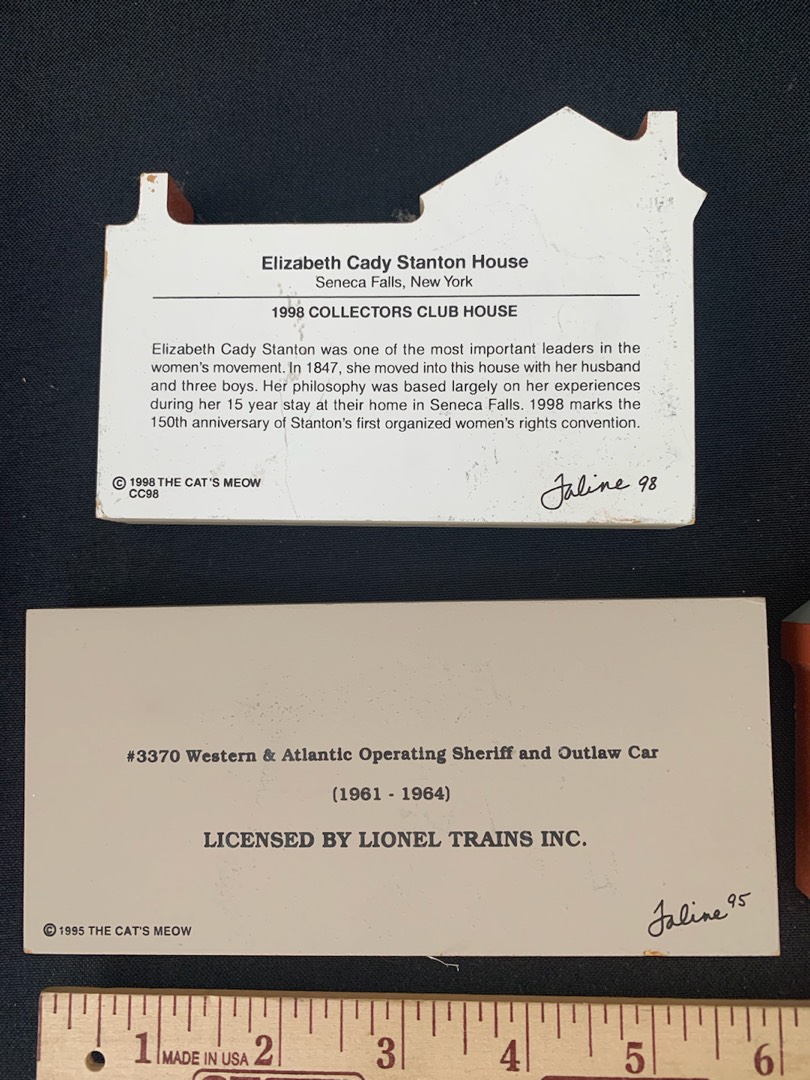 Elizabeth Cady Stanton House
Seneca Falls, New York
1998 COLLECTORS CLUB HOUSE
Elizabeth Cady Stanton was one of the most important leaders in the
women's movement. In 1847, she moved into this house with her husband
and three boys. Her philosophy was based largely on her experiences
during her 15 year stay at their home in Seneca Falls. 1998 marks the
150th anniversary of Stanton's first organized women's rights convention.
© 1998 THE CAT'S MEOW
CC98
Faline 98
#3370 Western & Atlantic Operating Sheriff and Outlaw Car
(1961 - 1964)
LICENSED BY LIONEL TRAINS INC.
Faline 95
© 1995 THE CAT'S MEOW
1 MADE IN USA 2 3 4 5 6